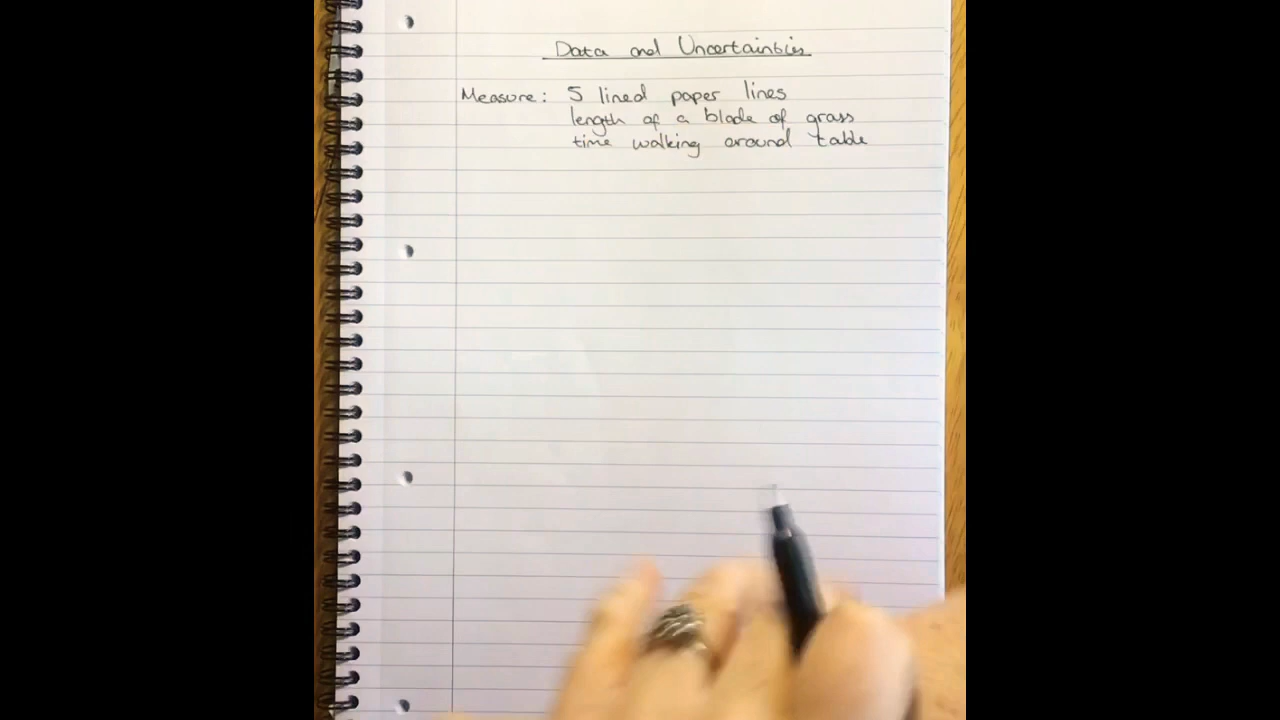 Data and Uncertainties
Measure: 5 lined paper lines
length of a blade of grass
time walking around table